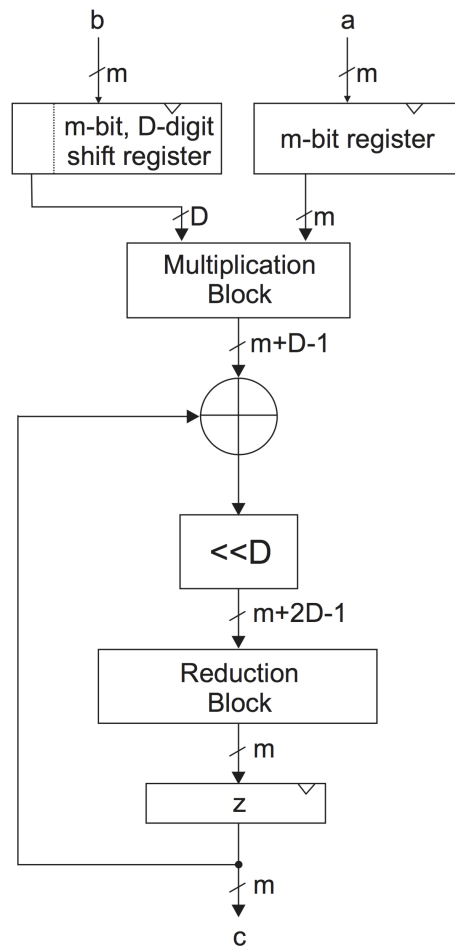 b
a
m
m
m-bit, D-digit
shift register
m-bit register
D
m
Multiplication
Block
m+D-1
<<D
m+2D-1
Reduction
Block
m
z
m
c